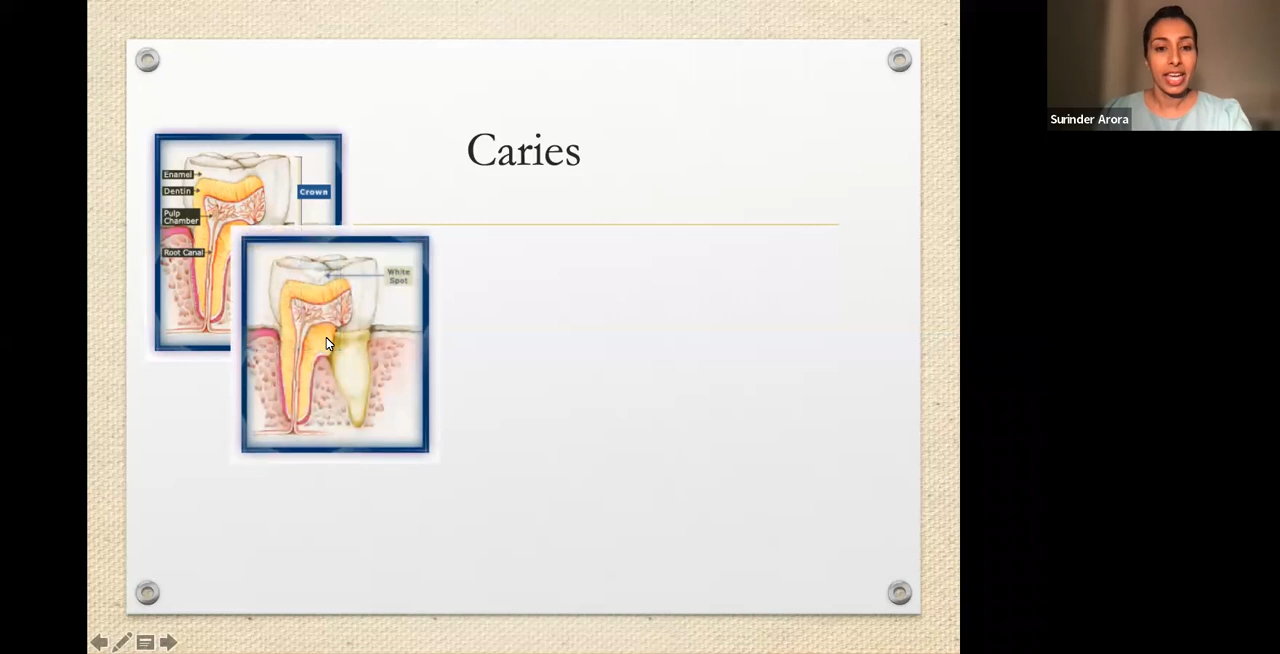 Caries
Enamel
Dentin
Crown
Pulp
Chamber
Root Canal
White
Spot
Surinder Arora